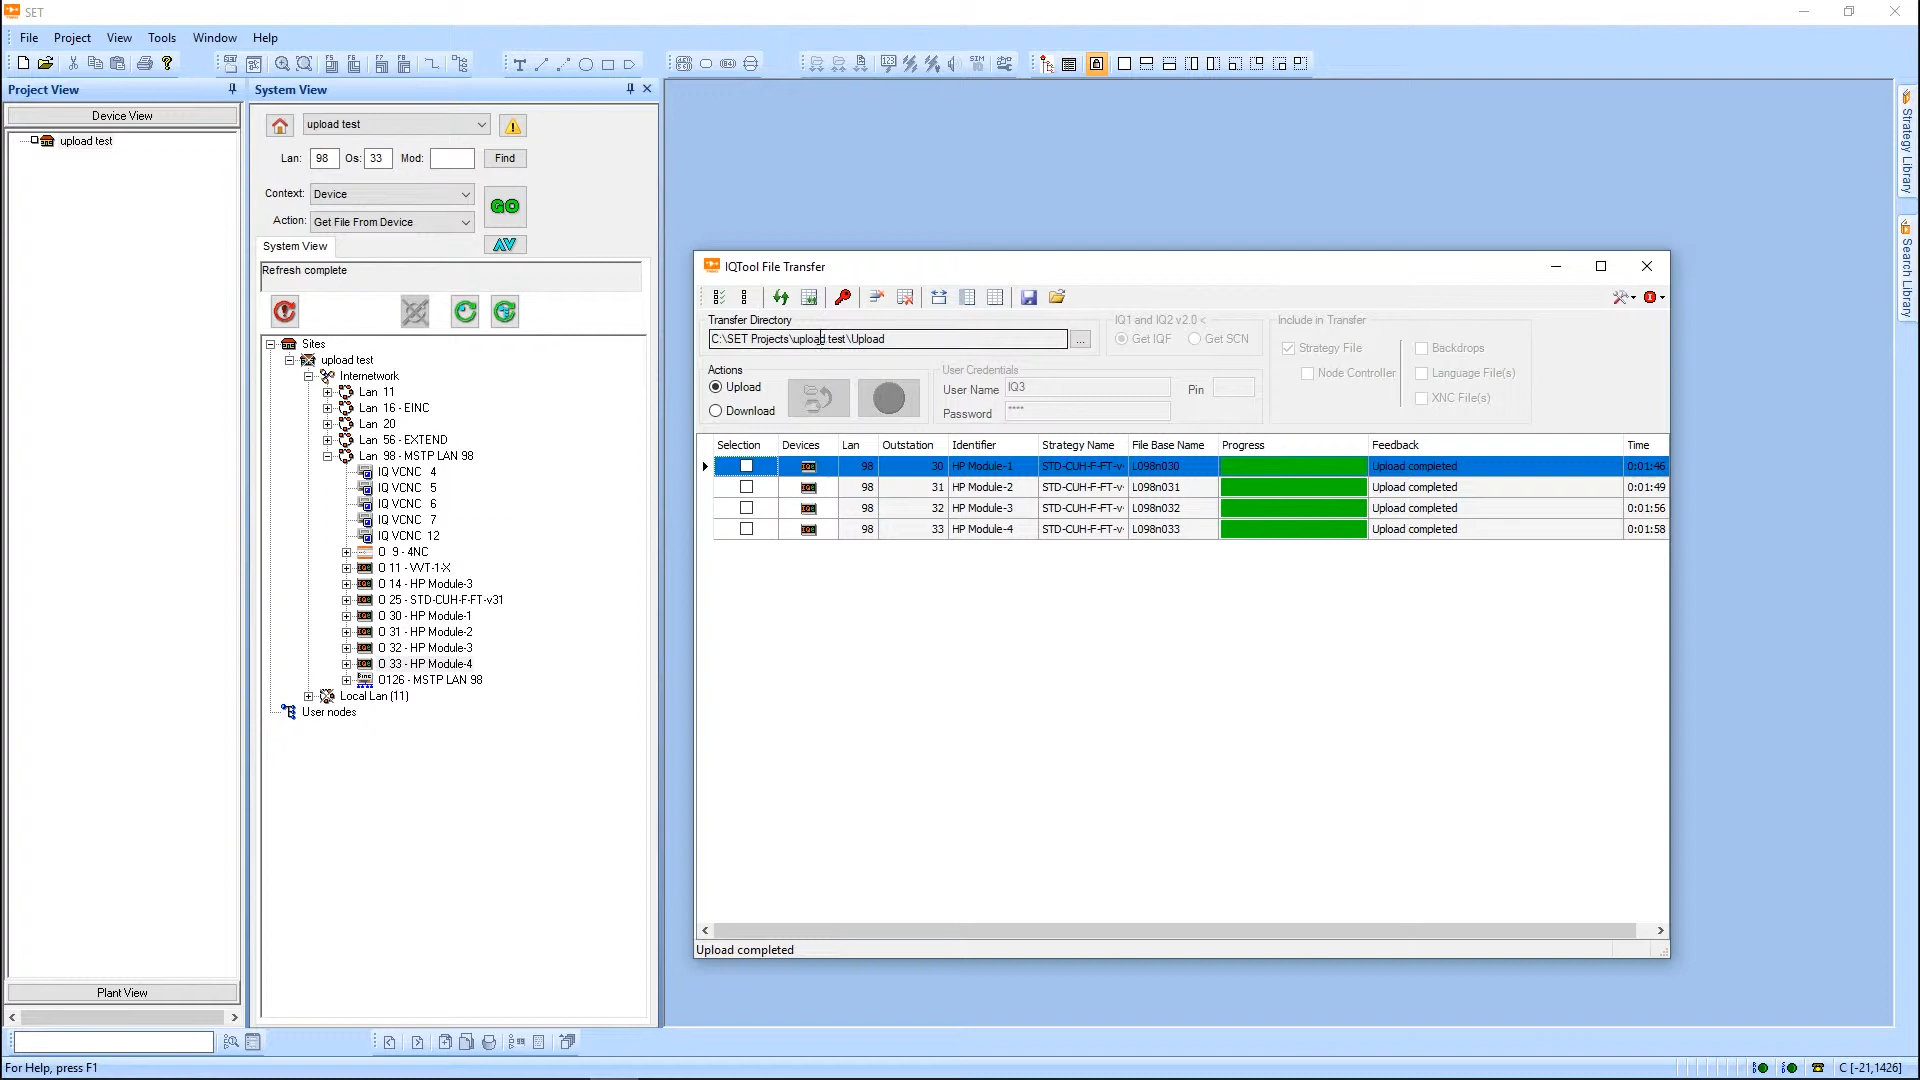 SET
File Project View Tools Window Help
Project View
Device View
upload test
Plant View
System View
upload test
Lan: 98 Os: 33 Mod: Find
Context: Device
GO
Action: Get File From Device
AV
System View
Refresh complete
Sites
upload test
Internetwork
Lan 11
Lan 16 - EINC
Lan 20
Lan 56 - EXTEND
Lan 98 - MSTP LAN 98
IQ VCNC 4
IQ VCNC 5
IQ VCNC 6
IQ VCNC 7
IQ VCNC 12
O 9 - 4NC
O 11 - VVT-1-X
O 14 - HP Module-3
O 25 - STD-CUH-F-FT-v31
O 30 - HP Module-1
O 31 - HP Module-2
O 32 - HP Module-3
O 33 - HP Module-4
O126 - MSTP LAN 98
Local Lan (11)
User nodes
IQTool File Transfer
Transfer Directory
C:\SET Projects\upload test\Upload
...
IQ1 and IQ2 v2.0 <
Get IQF Get SCN
Include in Transfer
Strategy File Backdrops
Node Controller Language File(s)
XNC File(s)
Actions
Upload
Download
User Credentials
User Name IQ3 Pin
Password ****
Selection Devices Lan Outstation Identifier Strategy Name File Base Name Progress Feedback Time
98 30 HP Module-1 STD-CUH-F-FT-v L098n030 Upload completed 0:01:46
98 31 HP Module-2 STD-CUH-F-FT-v L098n031 Upload completed 0:01:49
98 32 HP Module-3 STD-CUH-F-FT-v L098n032 Upload completed 0:01:56
98 33 HP Module-4 STD-CUH-F-FT-v L098n033 Upload completed 0:01:58
Upload completed
Strategy Library
Search Library
For Help, press F1
C [-21,1426]